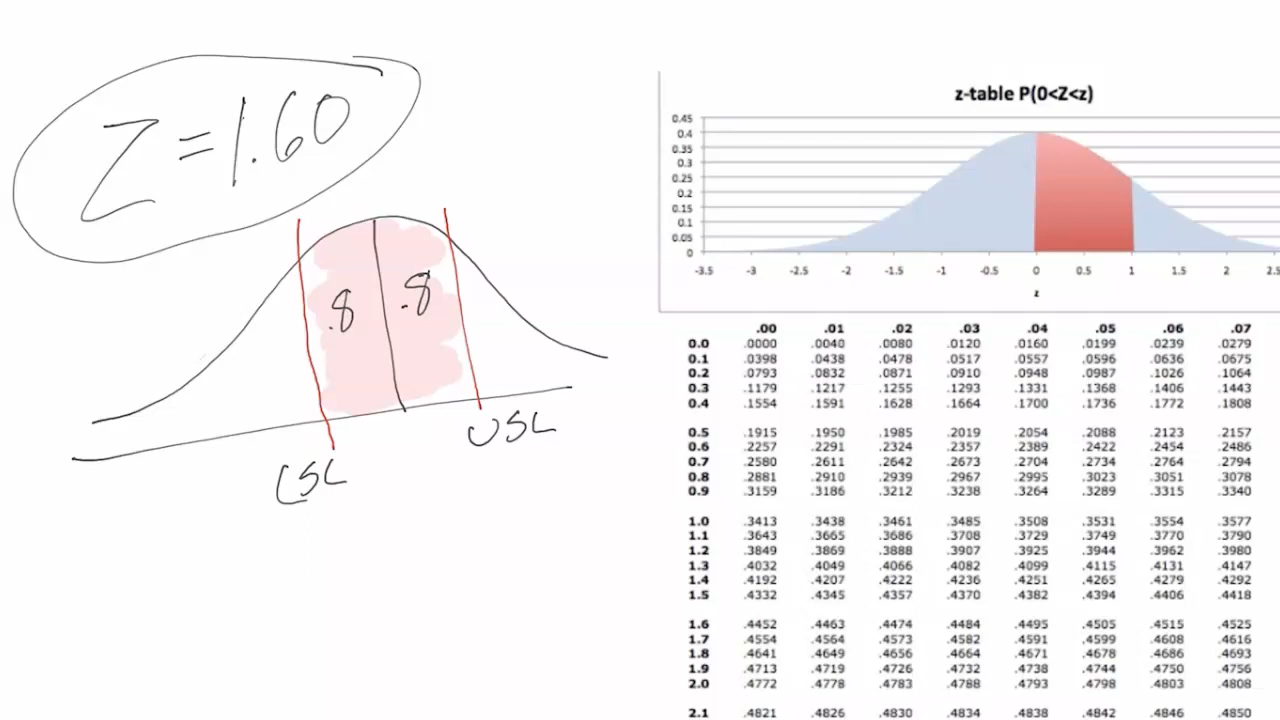 Z=1.60
.8 .8
LSL
USL
z-table P(0<Z<z)
0.45
0.4
0.35
0.3
0.25
0.2
0.15
0.1
0.05
0
-3.5 -3 -2.5 -2 -1.5 -1 -0.5 0 0.5 1 1.5 2 2.5
z
.00 .01 .02 .03 .04 .05 .06 .07
0.0 .0000 .0040 .0080 .0120 .0160 .0199 .0239 .0279
0.1 .0398 .0438 .0478 .0517 .0557 .0596 .0636 .0675
0.2 .0793 .0832 .0871 .0910 .0948 .0987 .1026 .1064
0.3 .1179 .1217 .1255 .1293 .1331 .1368 .1406 .1443
0.4 .1554 .1591 .1628 .1664 .1700 .1736 .1772 .1808
0.5 .1915 .1950 .1985 .2019 .2054 .2088 .2123 .2157
0.6 .2257 .2291 .2324 .2357 .2389 .2422 .2454 .2486
0.7 .2580 .2611 .2642 .2673 .2704 .2734 .2764 .2794
0.8 .2881 .2910 .2939 .2967 .2995 .3023 .3051 .3078
0.9 .3159 .3186 .3212 .3238 .3264 .3289 .3315 .3340
1.0 .3413 .3438 .3461 .3485 .3508 .3531 .3554 .3577
1.1 .3643 .3665 .3686 .3708 .3729 .3749 .3770 .3790
1.2 .3849 .3869 .3888 .3907 .3925 .3944 .3962 .3980
1.3 .4032 .4049 .4066 .4082 .4099 .4115 .4131 .4147
1.4 .4192 .4207 .4222 .4236 .4251 .4265 .4279 .4292
1.5 .4332 .4345 .4357 .4370 .4382 .4394 .4406 .4418
1.6 .4452 .4463 .4474 .4484 .4495 .4505 .4515 .4525
1.7 .4554 .4564 .4573 .4582 .4591 .4599 .4608 .4616
1.8 .4641 .4649 .4656 .4664 .4671 .4678 .4686 .4693
1.9 .4713 .4719 .4726 .4732 .4738 .4744 .4750 .4756
2.0 .4772 .4778 .4783 .4788 .4793 .4798 .4803 .4808
2.1 .4821 .4826 .4830 .4834 .4838 .4842 .4846 .4850